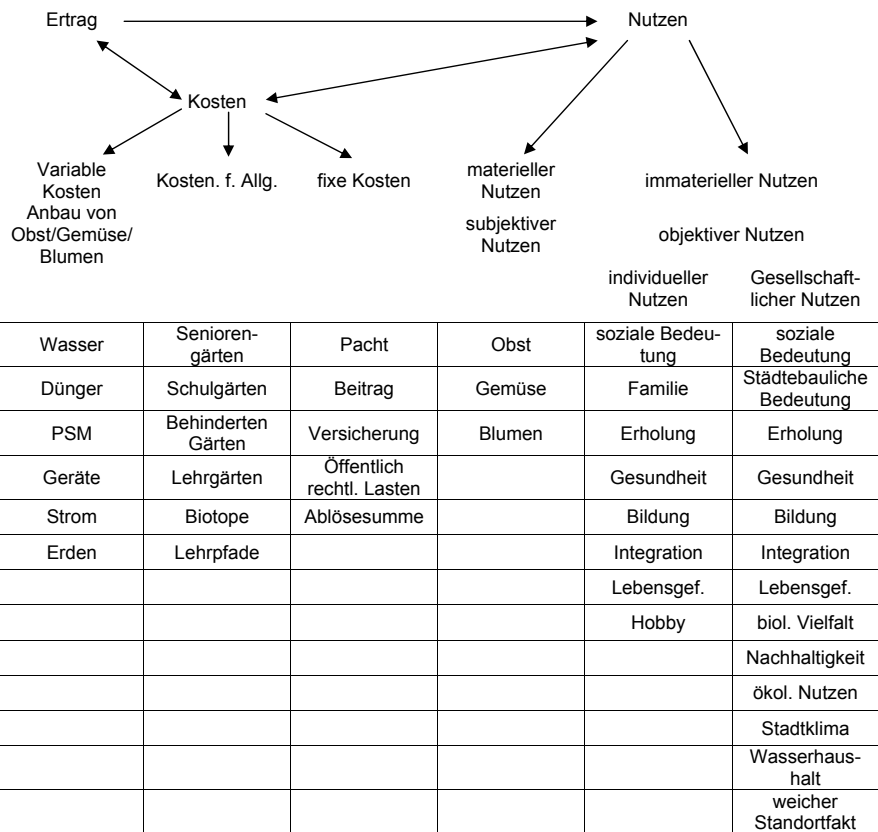 Ertrag
Nutzen
Kosten
Variable
Kosten
Anbau von
Obst/Gemüse/
Blumen
Kosten. f. Allg.
fixe Kosten
materieller
Nutzen
subjektiver
Nutzen
immaterieller Nutzen
objektiver Nutzen
individueller
Nutzen
Gesellschaft-
licher Nutzen
Wasser
Senioren-
gärten
Pacht
Obst
soziale Bedeu-
tung
soziale
Bedeutung
Dünger
Schulgärten
Beitrag
Gemüse
Familie
Städtebauliche
Bedeutung
PSM
Behinderten
Gärten
Versicherung
Blumen
Erholung
Erholung
Geräte
Lehrgärten
Öffentlich
rechtl. Lasten
Gesundheit
Gesundheit
Strom
Biotope
Ablösesumme
Bildung
Bildung
Erden
Lehrpfade
Integration
Integration
Lebensgef.
Lebensgef.
Hobby
biol. Vielfalt
Nachhaltigkeit
ökol. Nutzen
Stadtklima
Wasserhaus-
halt
weicher
Standortfakt